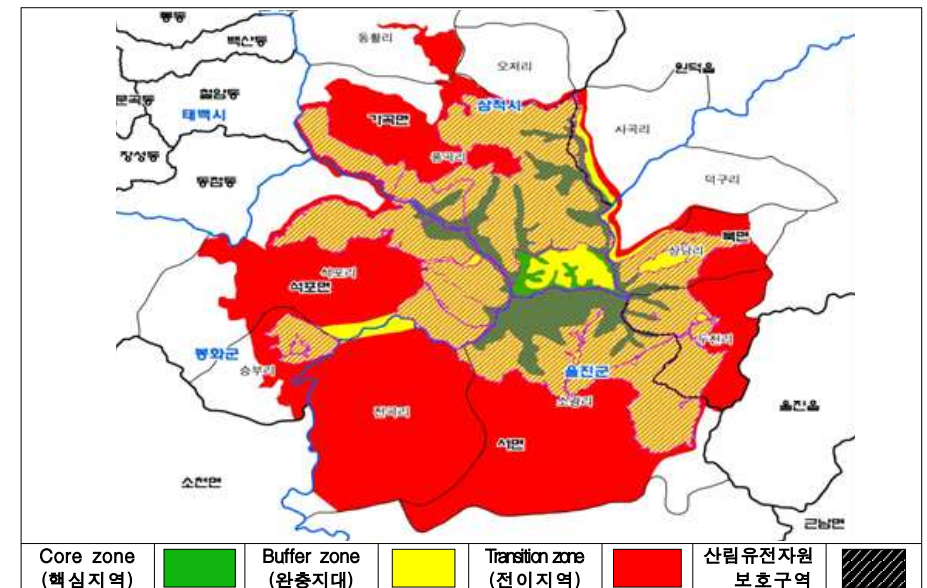 통동
백산동
동활리
오저리
원덕읍
문곡동
철암동
태백시
삼척시
가곡면
사곡리
장성동
풍곡리
동점동
덕구리
북면
상당리
석포리
석포면
두천리
봉화군
승부리
울진군
소광리
전곡리
울진읍
서면
소천면
근남면
Core zone
(핵심지역)
Buffer zone
(완충지대)
Transition zone
(전이지역)
산림유전자원
보호구역